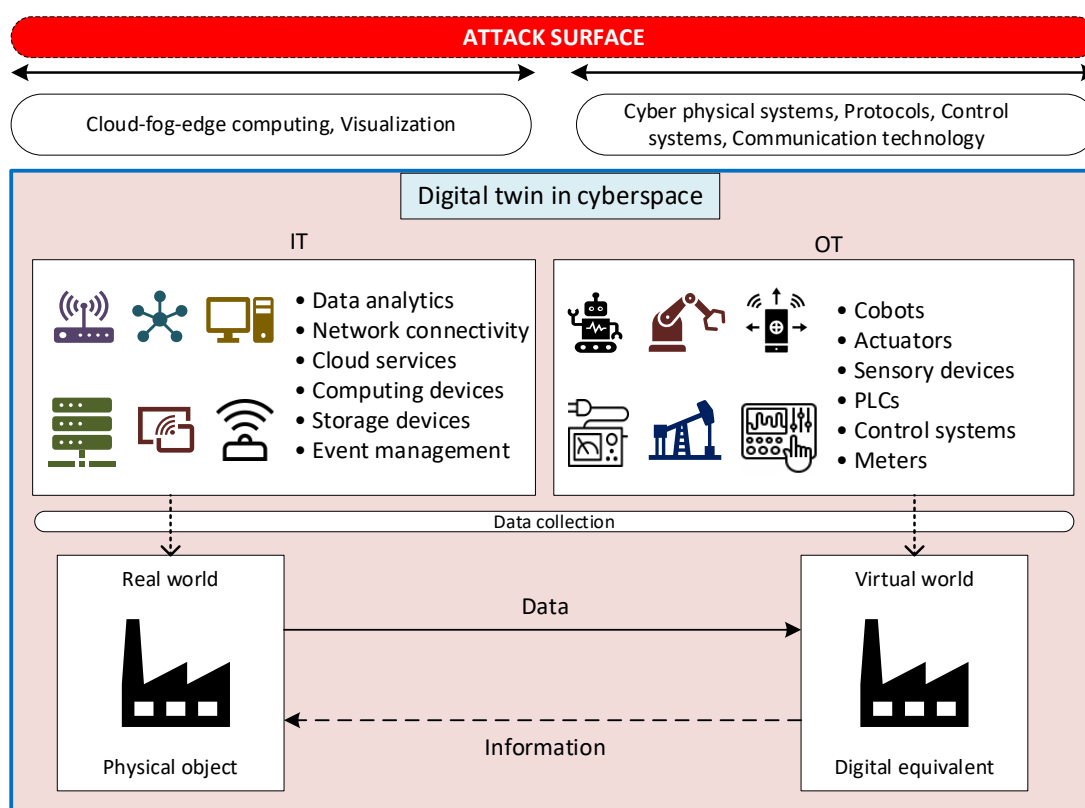 ATTACK SURFACE
Cloud-fog-edge computing, Visualization
Cyber physical systems, Protocols, Control
systems, Communication technology
Digital twin in cyberspace
IT
• Data analytics
• Network connectivity
• Cloud services
• Computing devices
• Storage devices
• Event management
OT
• Cobots
• Actuators
• Sensory devices
• PLCs
• Control systems
• Meters
Data collection
Real world
Physical object
Data
Information
Virtual world
Digital equivalent